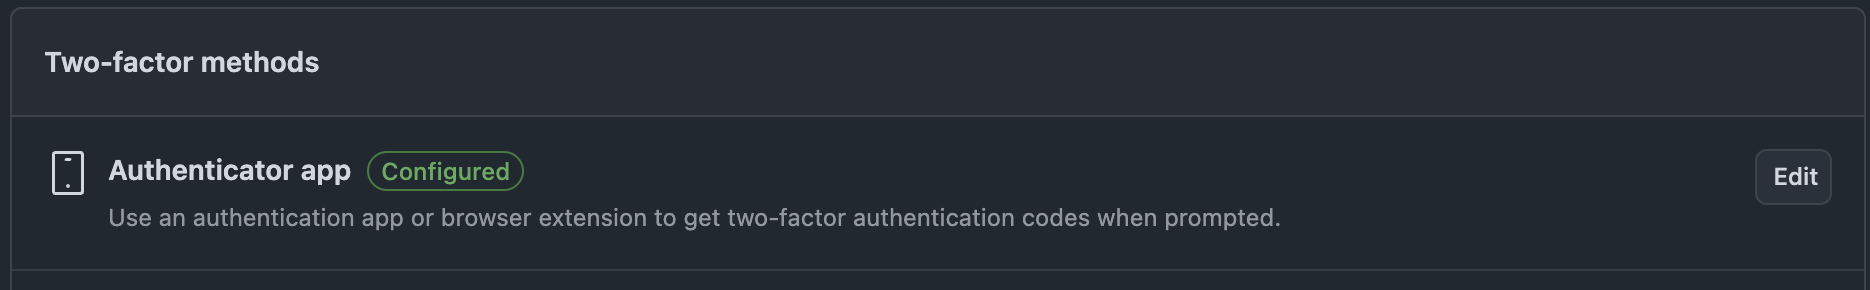 Two-factor methods
Authenticator app Configured
Edit
Use an authentication app or browser extension to get two-factor authentication codes when prompted.